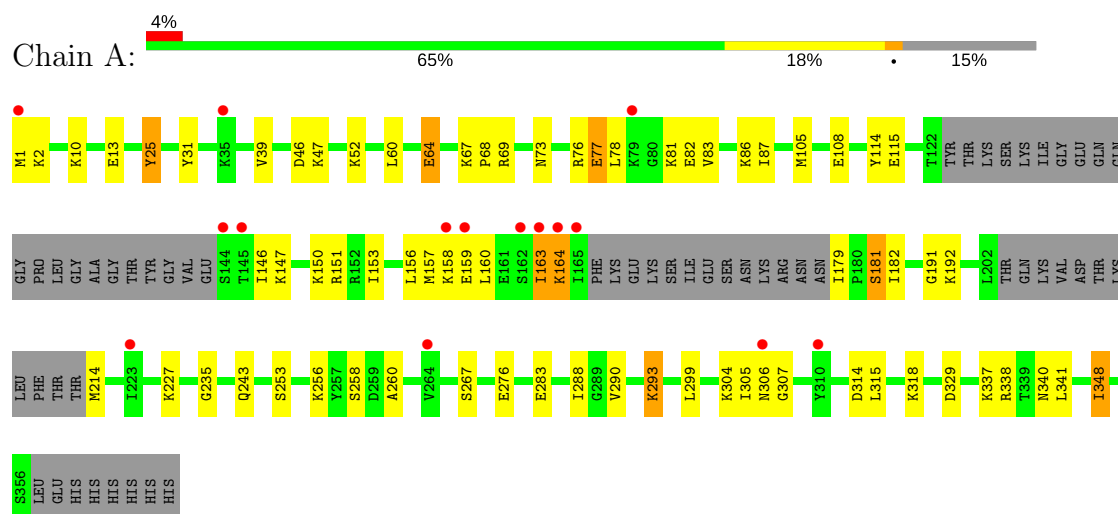 4%
Chain A:
65% 18% • 15%
M1 K2 K10 E13 Y25 Y31 K35 V39 D46 K47 K52 L60 E64 K67 P68 R69 N73 R76 E77 L78 K79 G80 K81 E82 V83 K86 I87 M105 E108 Y114 E115 T122 TYR THR LYS SER LYS ILE GLY GLU GLN GLN
GLY PRO LEU GLY ALA GLY THR TYR GLY VAL GLU S144 T145 I146 K147 K150 R151 R152 I153 L156 M157 K158 E159 L160 E161 S162 I163 K164 I165 PHE LYS GLU LYS SER ILE GLU SER ASN LYS ARG ASN ASN I179 P180 S181 I182 G191 K192 L202 THR GLN LYS VAL ASP THR LYS
LEU PHE THR THR M214 I223 K227 G235 Q243 S253 K256 Y257 S258 D259 A260 V264 S267 E276 E283 I288 G289 V290 K293 L299 K304 I305 N306 G307 Y310 D314 L315 K318 D329 K337 R338 T339 N340 L341 I348
S356 LEU GLU HIS HIS HIS HIS HIS HIS